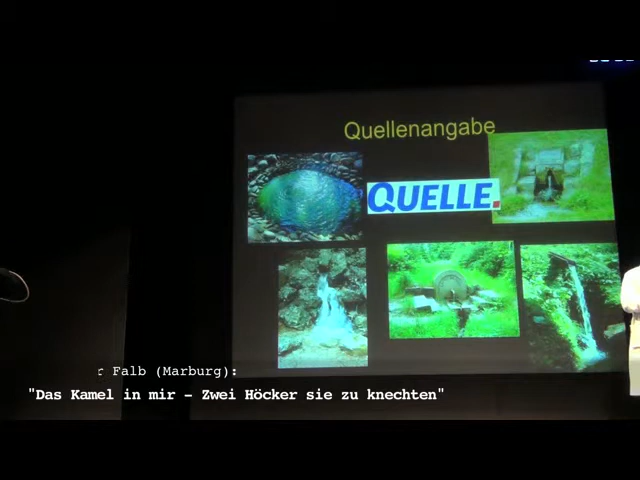 Quellenangabe
QUELLE.
Falb (Marburg):
"Das Kamel in mir – Zwei Höcker sie zu knechten"